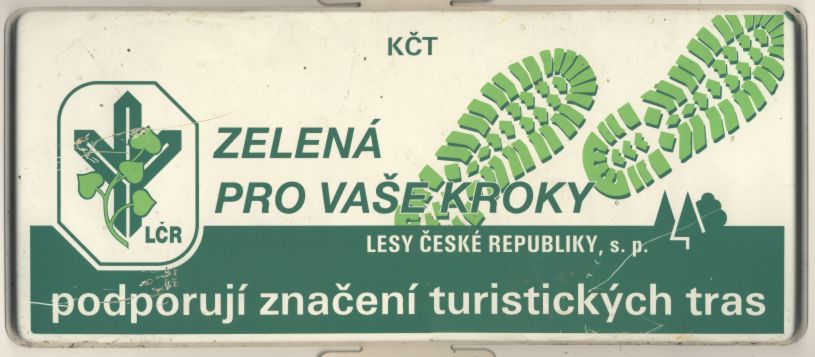 KČT
ZELENÁ
PRO VAŠE KROKY
LČR
LESY ČESKÉ REPUBLIKY, s. p.
podporují značení turistických tras